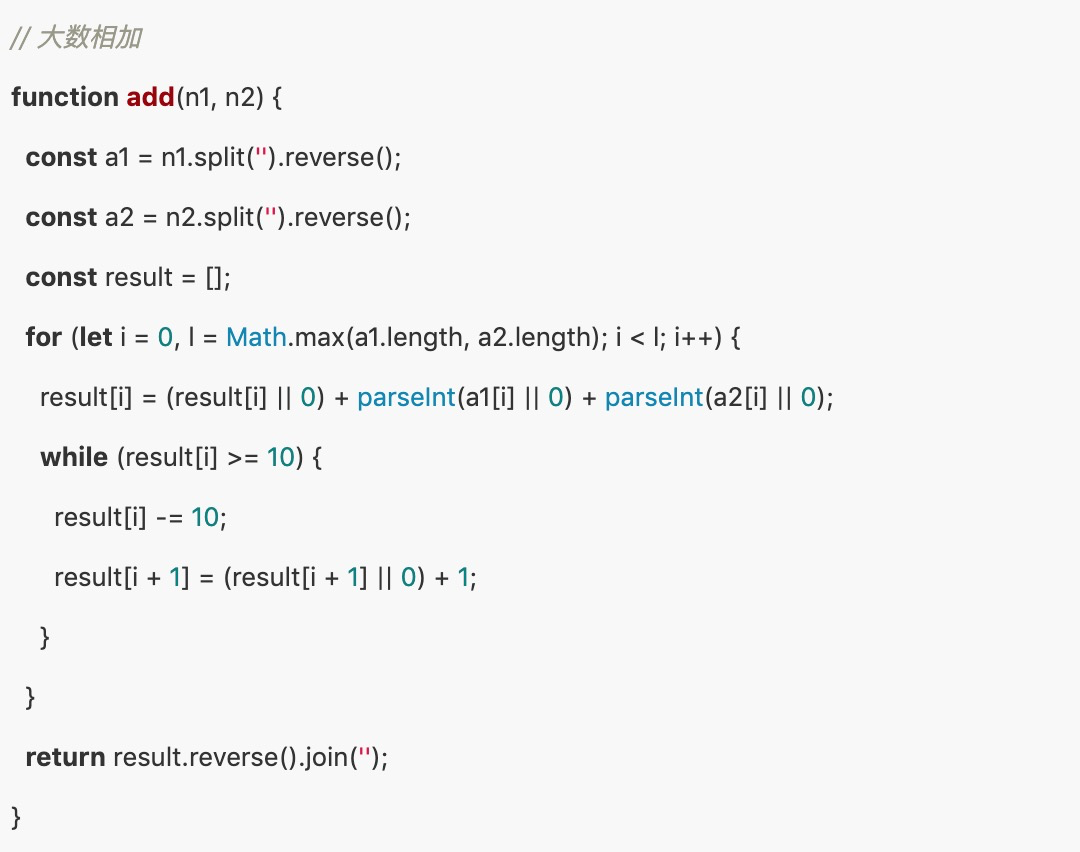 // 大数相加
function add(n1, n2) {
const a1 = n1.split('').reverse();
const a2 = n2.split('').reverse();
const result = [];
for (let i = 0, l = Math.max(a1.length, a2.length); i < l; i++) {
result[i] = (result[i] || 0) + parseInt(a1[i] || 0) + parseInt(a2[i] || 0);
while (result[i] >= 10) {
result[i] -= 10;
result[i + 1] = (result[i + 1] || 0) + 1;
}
}
return result.reverse().join('');
}